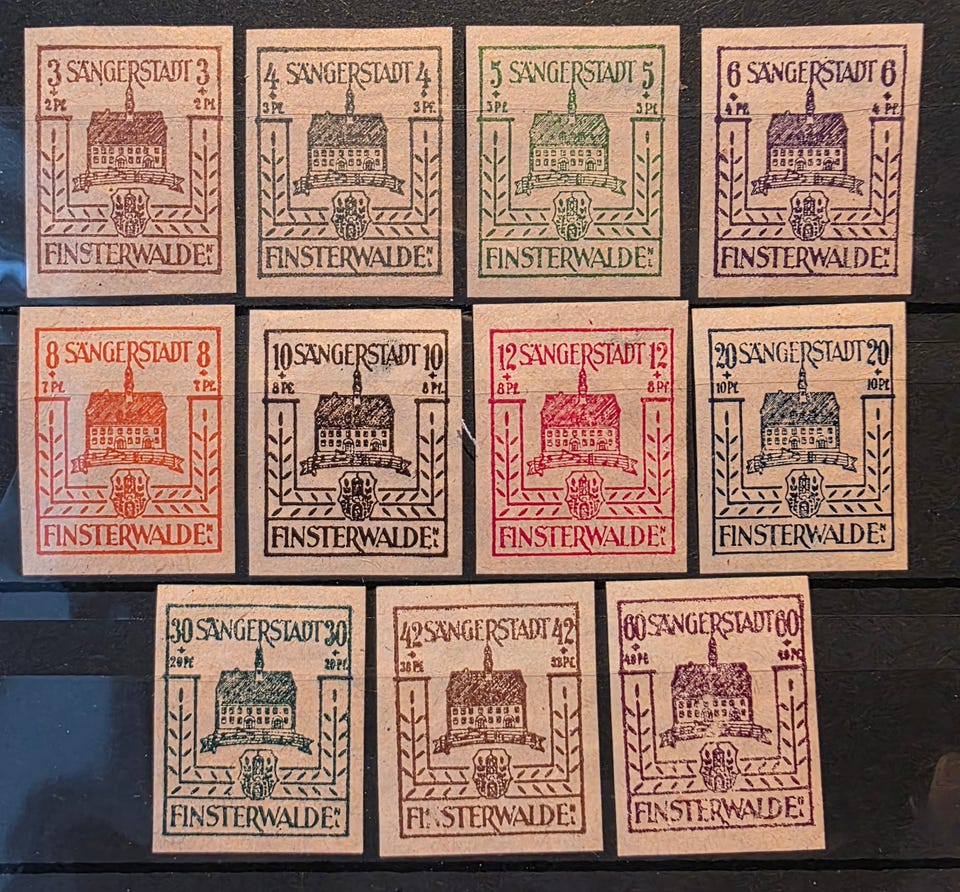 3 SÄNGERSTADT 3
+ +
2 Pf. 2 Pf.
FINSTERWALDE N.L.
4 SÄNGERSTADT 4
+ +
3 Pf. 3 Pf.
FINSTERWALDE N.L.
5 SÄNGERSTADT 5
+ +
3 Pf. 3 Pf.
FINSTERWALDE N.L.
6 SÄNGERSTADT 6
+ +
4 Pf. 4 Pf.
FINSTERWALDE N.L.
8 SÄNGERSTADT 8
+ +
7 Pf. 7 Pf.
FINSTERWALDE N.L.
10 SÄNGERSTADT 10
+ +
8 Pf. 8 Pf.
FINSTERWALDE N.L.
12 SÄNGERSTADT 12
+ +
8 Pf. 8 Pf.
FINSTERWALDE N.L.
20 SÄNGERSTADT 20
+ +
10 Pf. 10 Pf.
FINSTERWALDE N.L.
30 SÄNGERSTADT 30
+ +
20 Pf. 20 Pf.
FINSTERWALDE N.L.
42 SÄNGERSTADT 42
+ +
38 Pf. 38 Pf.
FINSTERWALDE N.L.
60 SÄNGERSTADT 60
+ +
FINSTERWALDE N.L.